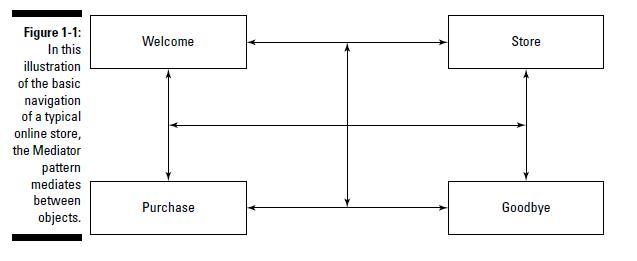 Figure 1-1:
In this
illustration
of the basic
navigation
of a typical
online store,
the Mediator
pattern
mediates
between
objects.
Welcome
Store
Purchase
Goodbye